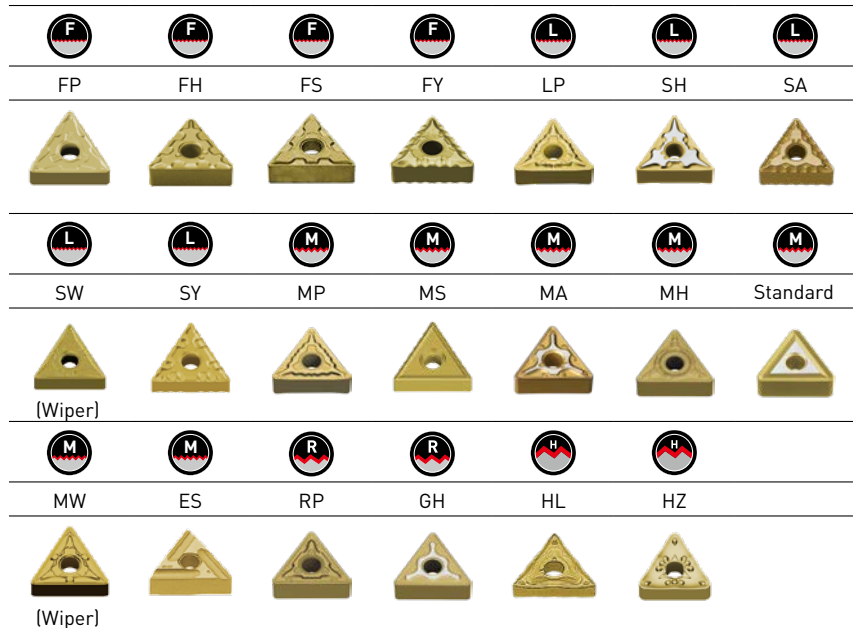 F F F F L L L
FP FH FS FY LP SH SA
L L M M M M M
SW SY MP MS MA MH Standard
(Wiper)
M M R R H H
MW ES RP GH HL HZ
(Wiper)